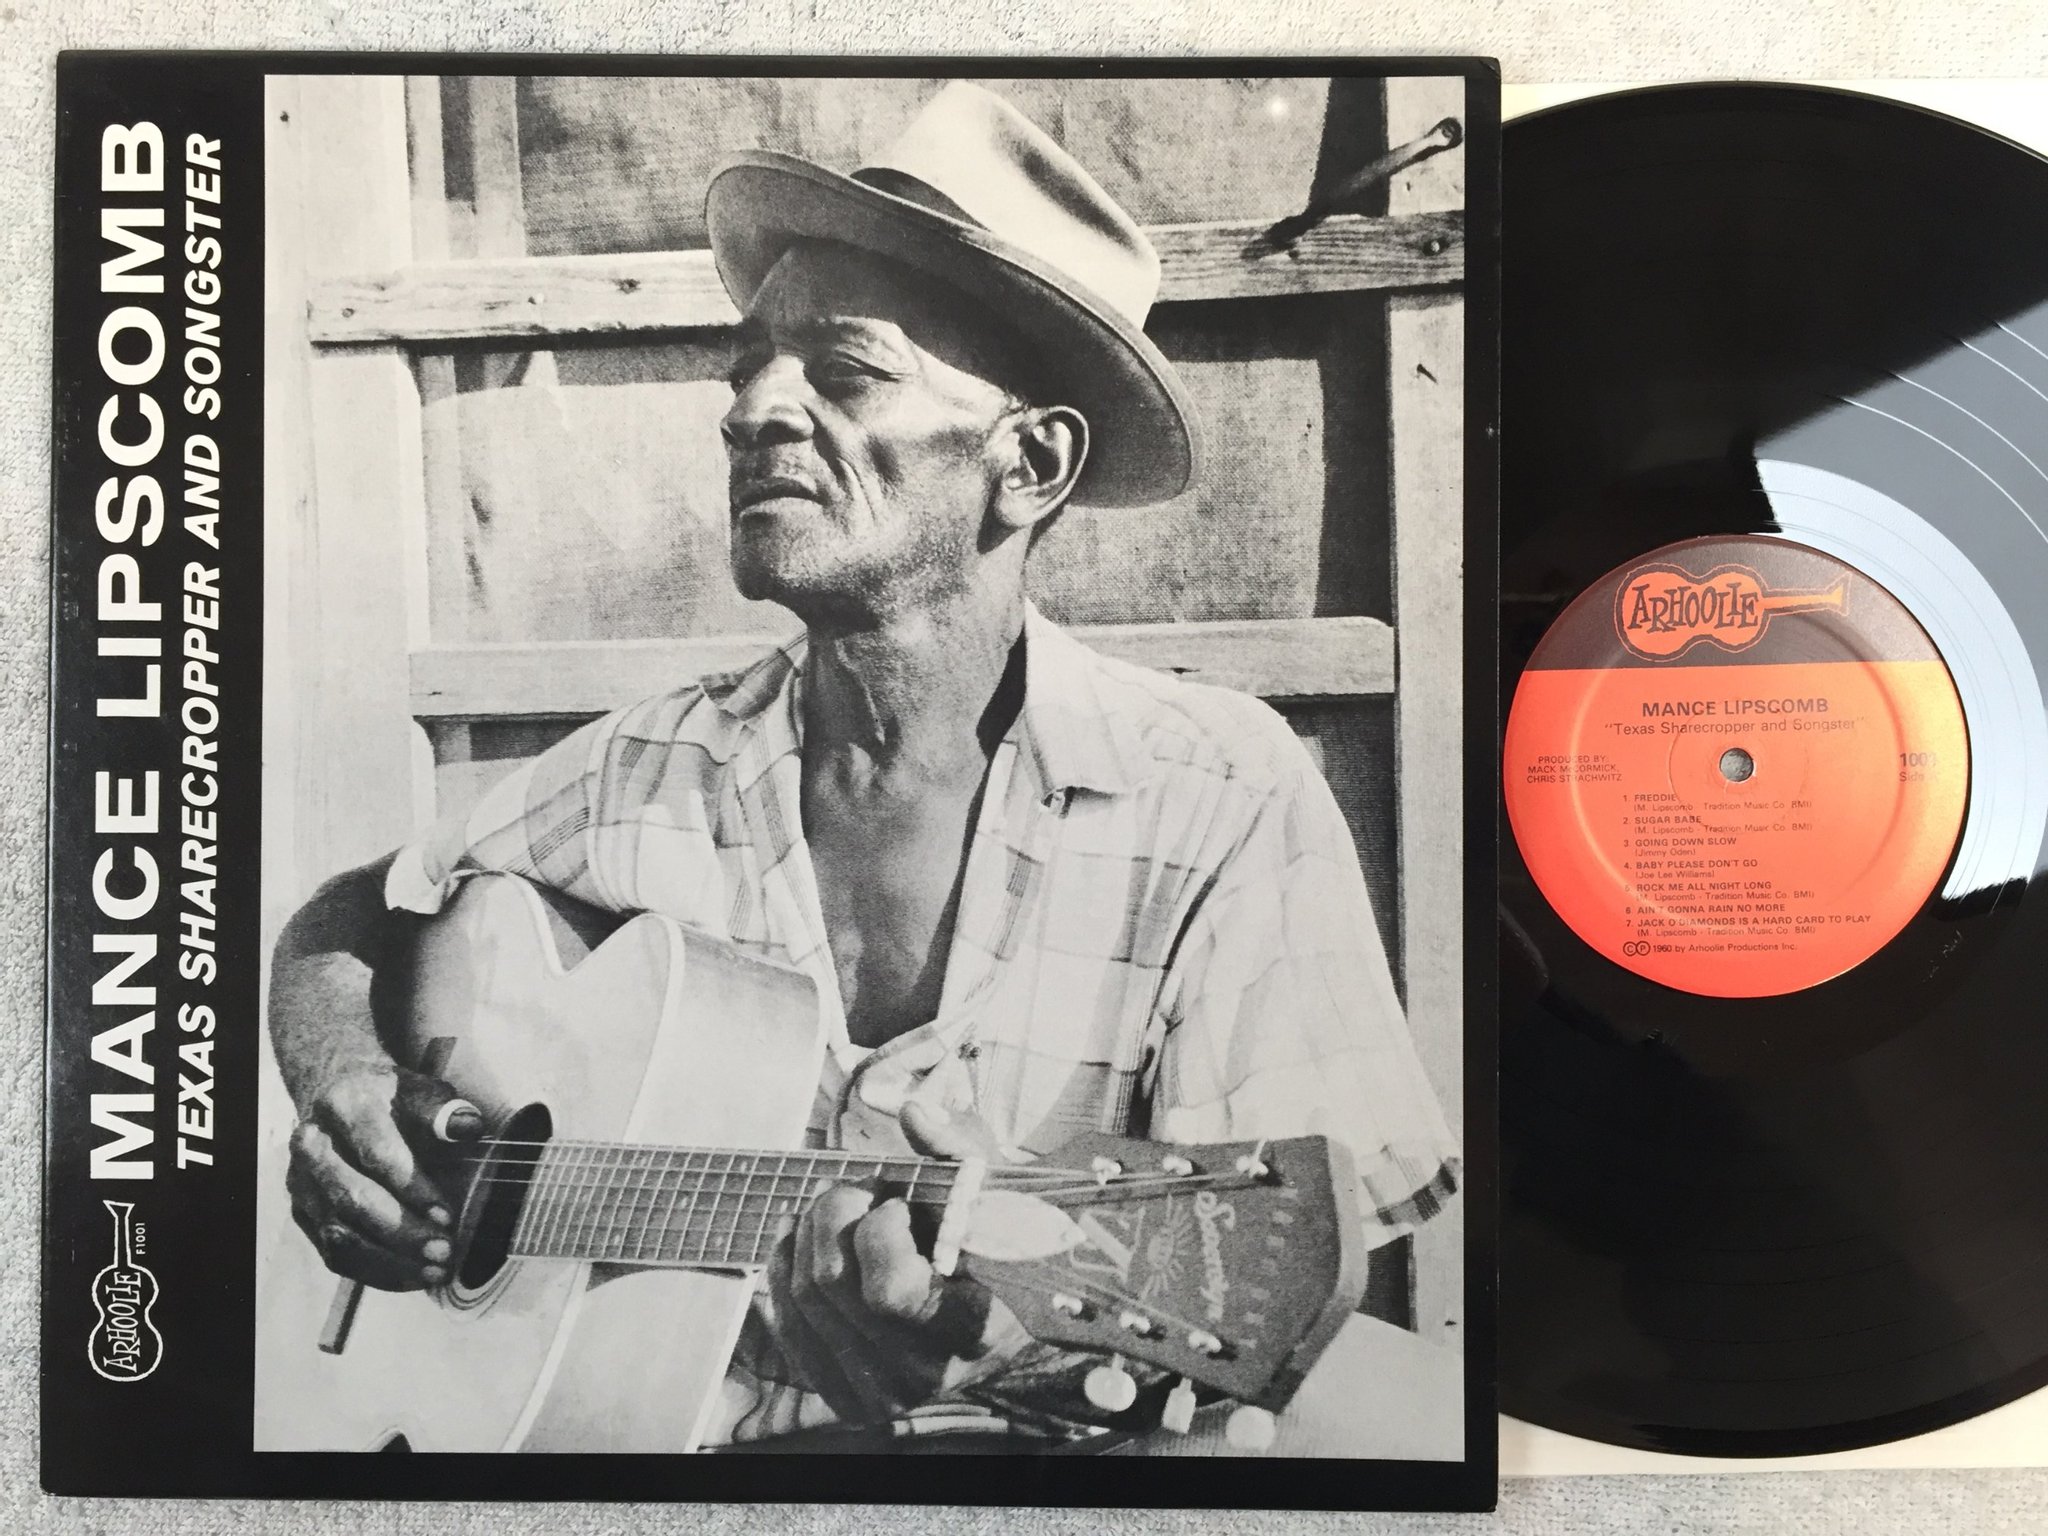 MANCE LIPSCOMB
TEXAS SHARECROPPER AND SONGSTER
ARHOOLIE
F1001
Sovereign
ARHOOLIE
MANCE LIPSCOMB
"Texas Sharecropper and Songster"
PRODUCED BY:
MACK McCORMICK,
CHRIS STRACHWITZ
1001
Side A
1. FREDDIE
(M. Lipscomb - Tradition Music Co. BMI)
2. SUGAR BABE
(M. Lipscomb - Tradition Music Co. BMI)
3. GOING DOWN SLOW
(Jimmy Oden)
4. BABY PLEASE DON'T GO
(Joe Lee Williams)
5. ROCK ME ALL NIGHT LONG
(M. Lipscomb - Tradition Music Co. BMI)
6. AIN'T GONNA RAIN NO MORE
7. JACK O'DIAMONDS IS A HARD CARD TO PLAY
(M. Lipscomb - Tradition Music Co. BMI)
Ⓒ Ⓟ 1960 by Arhoolie Productions Inc.